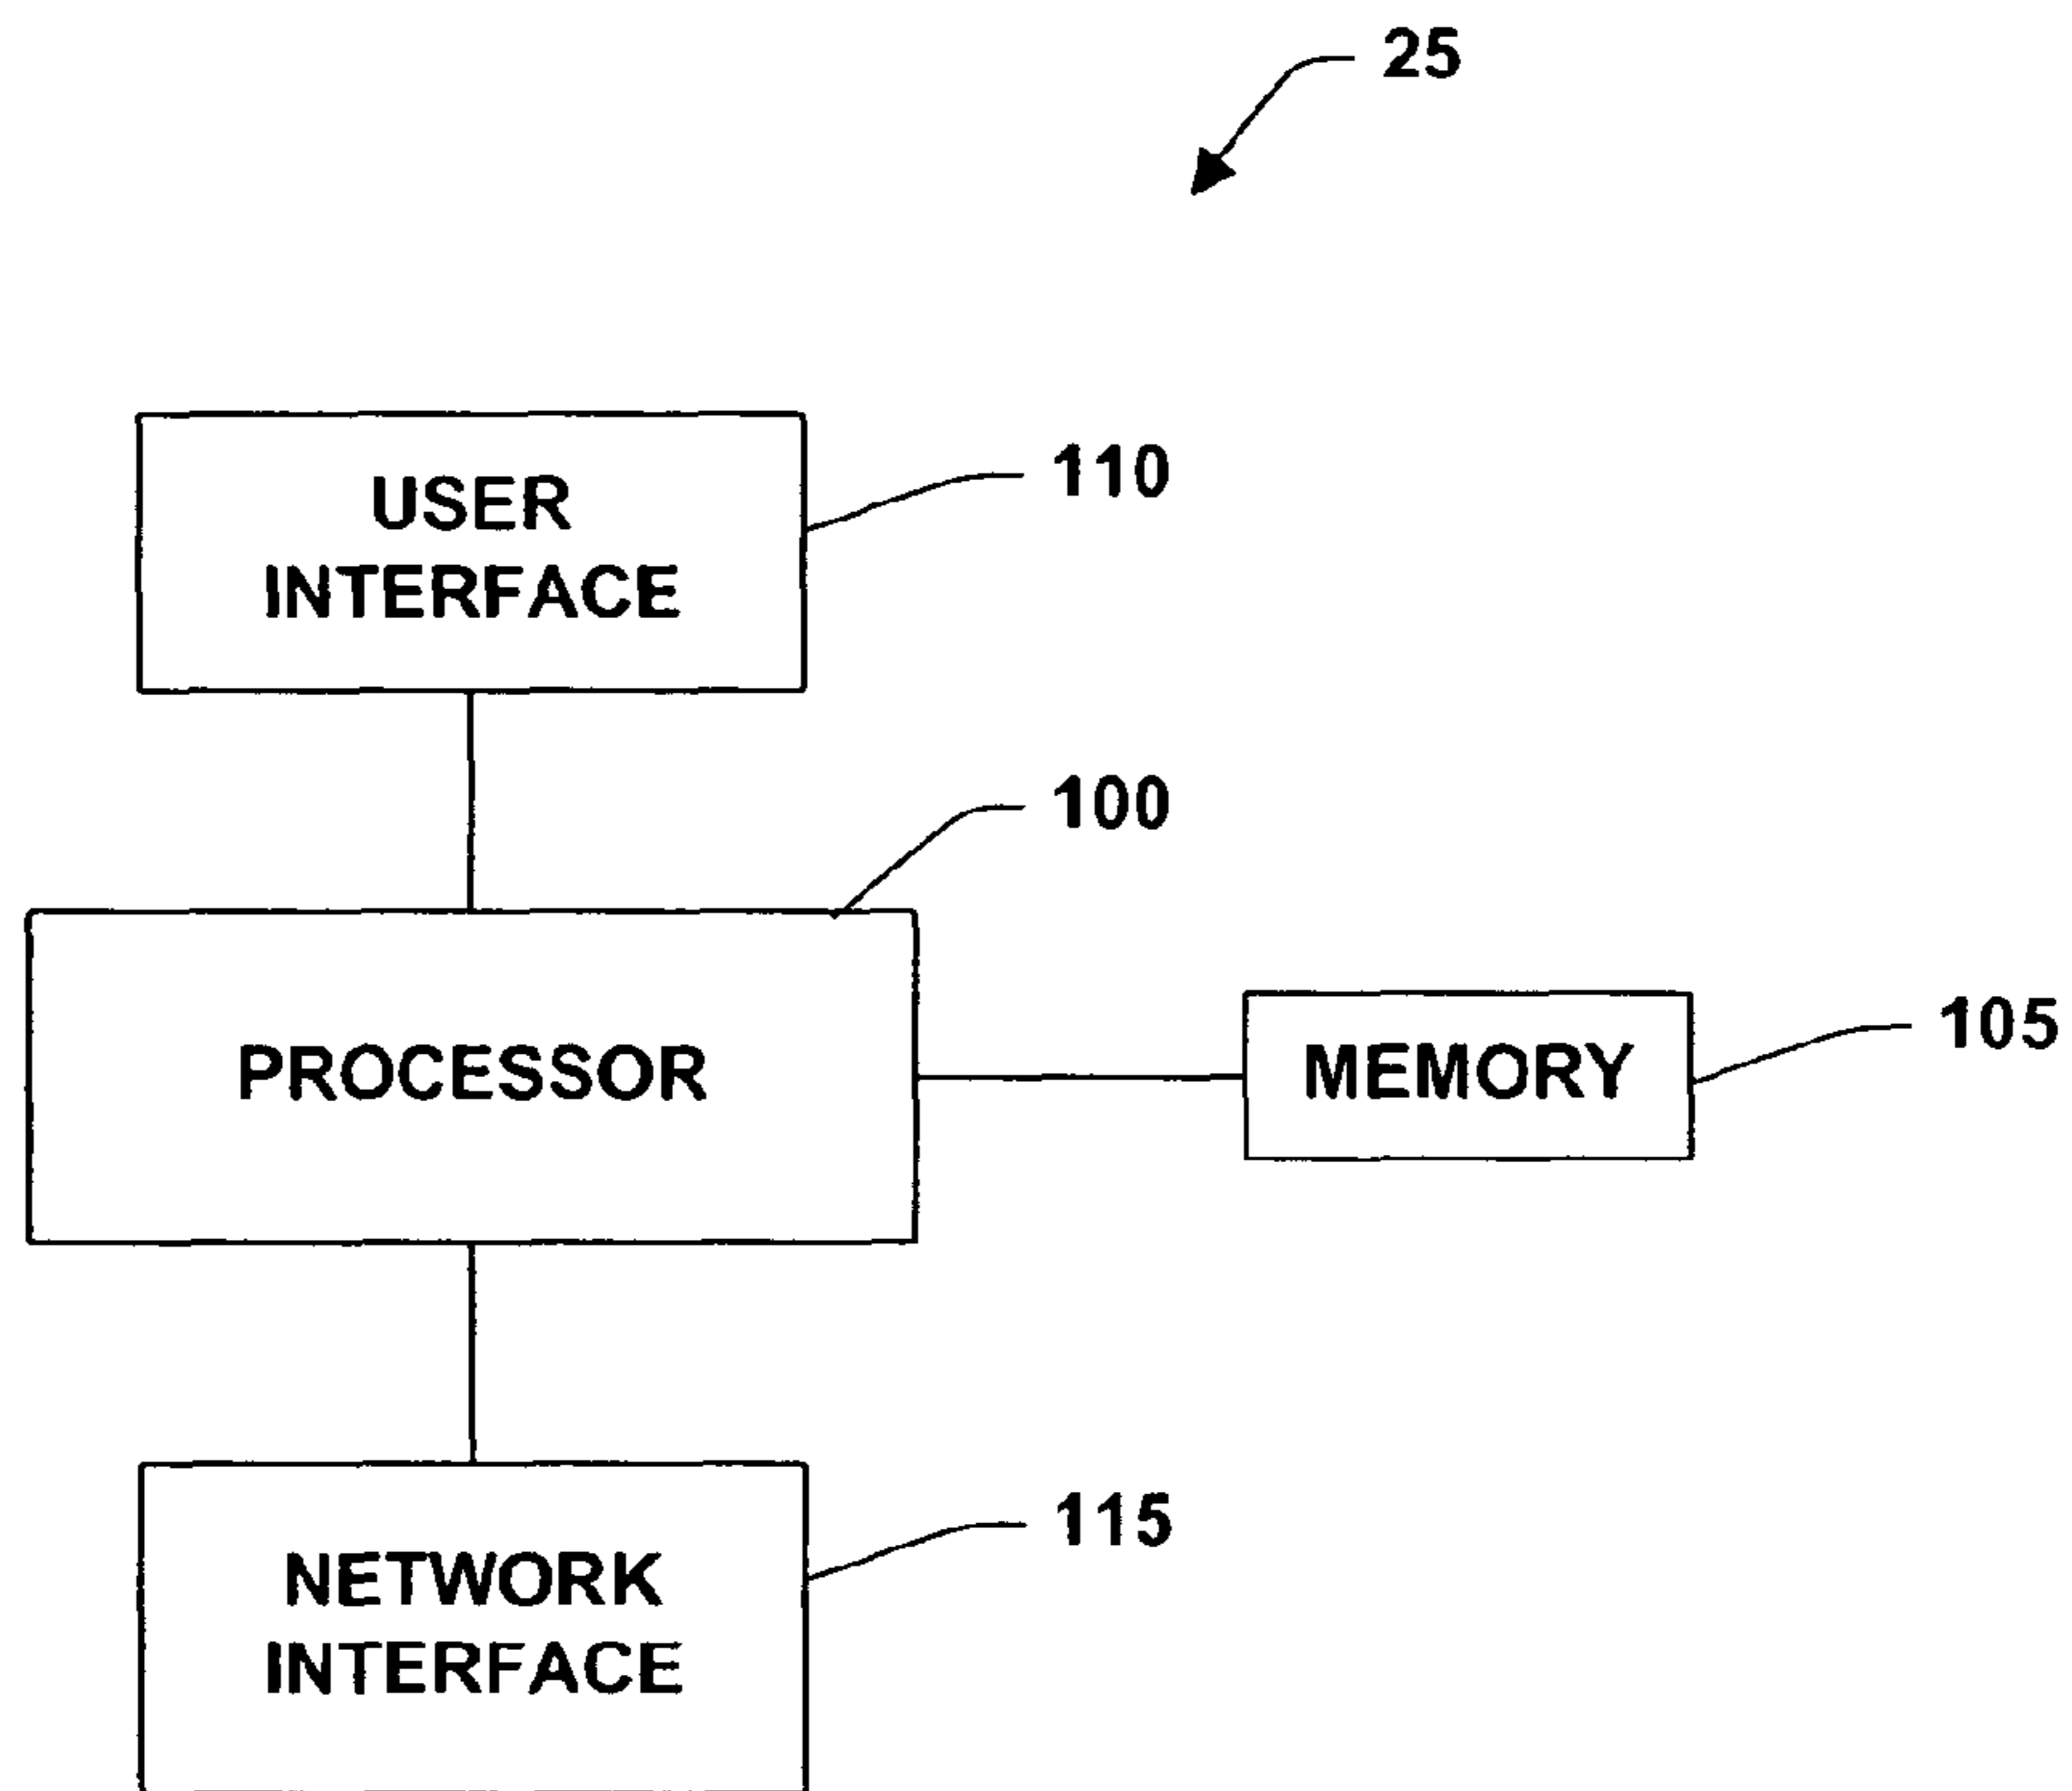 25
USER
INTERFACE
110
100
PROCESSOR
MEMORY
105
NETWORK
INTERFACE
115